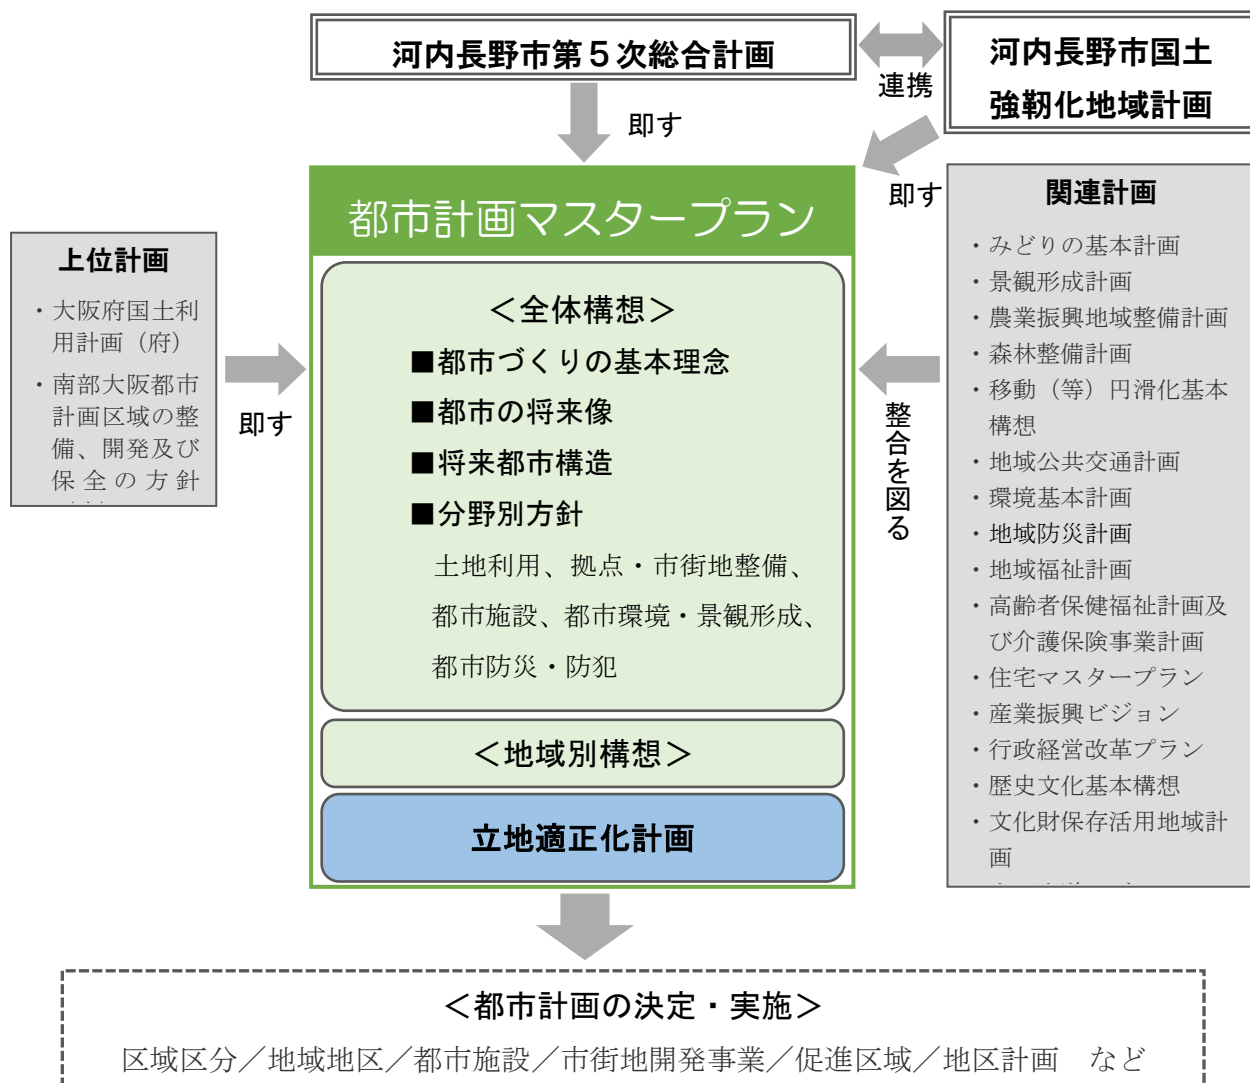 河内長野市第５次総合計画
連携
河内長野市国土
強靭化地域計画
即す
即す
都市計画マスタープラン
上位計画
・大阪府国土利
用計画（府）
・南部大阪都市
計画区域の整
備、開発及び
保全の方針
即す
＜全体構想＞
■都市づくりの基本理念
■都市の将来像
■将来都市構造
■分野別方針
土地利用、拠点・市街地整備、
都市施設、都市環境・景観形成、
都市防災・防犯
＜地域別構想＞
立地適正化計画
整合を図る
関連計画
・みどりの基本計画
・景観形成計画
・農業振興地域整備計画
・森林整備計画
・移動（等）円滑化基本
構想
・地域公共交通計画
・環境基本計画
・地域防災計画
・地域福祉計画
・高齢者保健福祉計画及
び介護保険事業計画
・住宅マスタープラン
・産業振興ビジョン
・行政経営改革プラン
・歴史文化基本構想
・文化財保存活用地域計
画
＜都市計画の決定・実施＞
区域区分／地域地区／都市施設／市街地開発事業／促進区域／地区計画　など